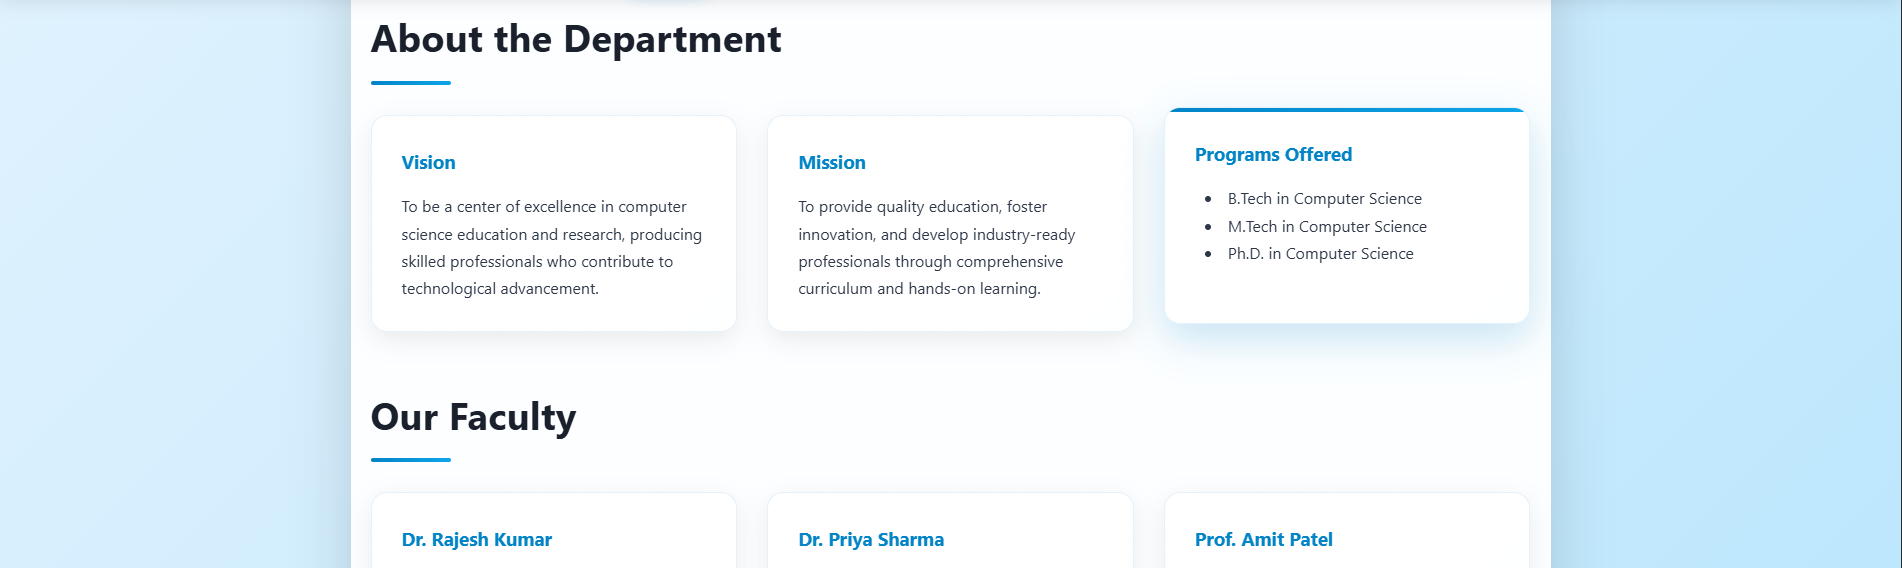 About the Department
Vision
To be a center of excellence in computer
science education and research, producing
skilled professionals who contribute to
technological advancement.
Mission
To provide quality education, foster
innovation, and develop industry-ready
professionals through comprehensive
curriculum and hands-on learning.
Programs Offered
• B.Tech in Computer Science
• M.Tech in Computer Science
• Ph.D. in Computer Science
Our Faculty
Dr. Rajesh Kumar
Dr. Priya Sharma
Prof. Amit Patel